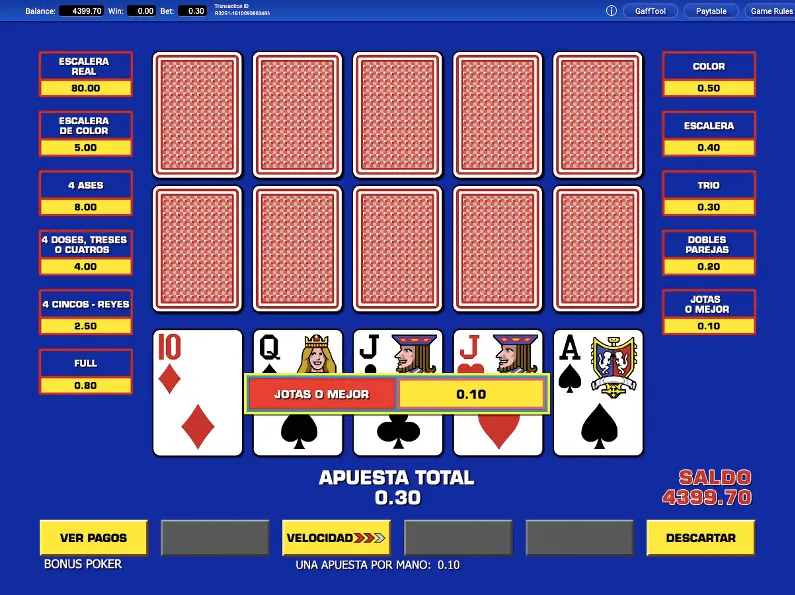 Balance: 4399.70 Win: 0.00 Bet: 0.30
Transaction ID
GaffTool
Paytable
Game Rules
ESCALERA
REAL
80.00
ESCALERA
DE COLOR
5.00
4 ASES
8.00
4 DOSES, TRESES
O CUATROS
4.00
4 CINCOS - REYES
2.50
FULL
0.80
COLOR
0.50
ESCALERA
0.40
TRIO
0.30
DOBLES
PAREJAS
0.20
JOTAS
O MEJOR
0.10
10
Q
J
J
A
JOTAS O MEJOR 0.10
APUESTA TOTAL
0.30
SALDO
4399.70
VER PAGOS
VELOCIDAD
DESCARTAR
BONUS POKER
UNA APUESTA POR MANO: 0.10